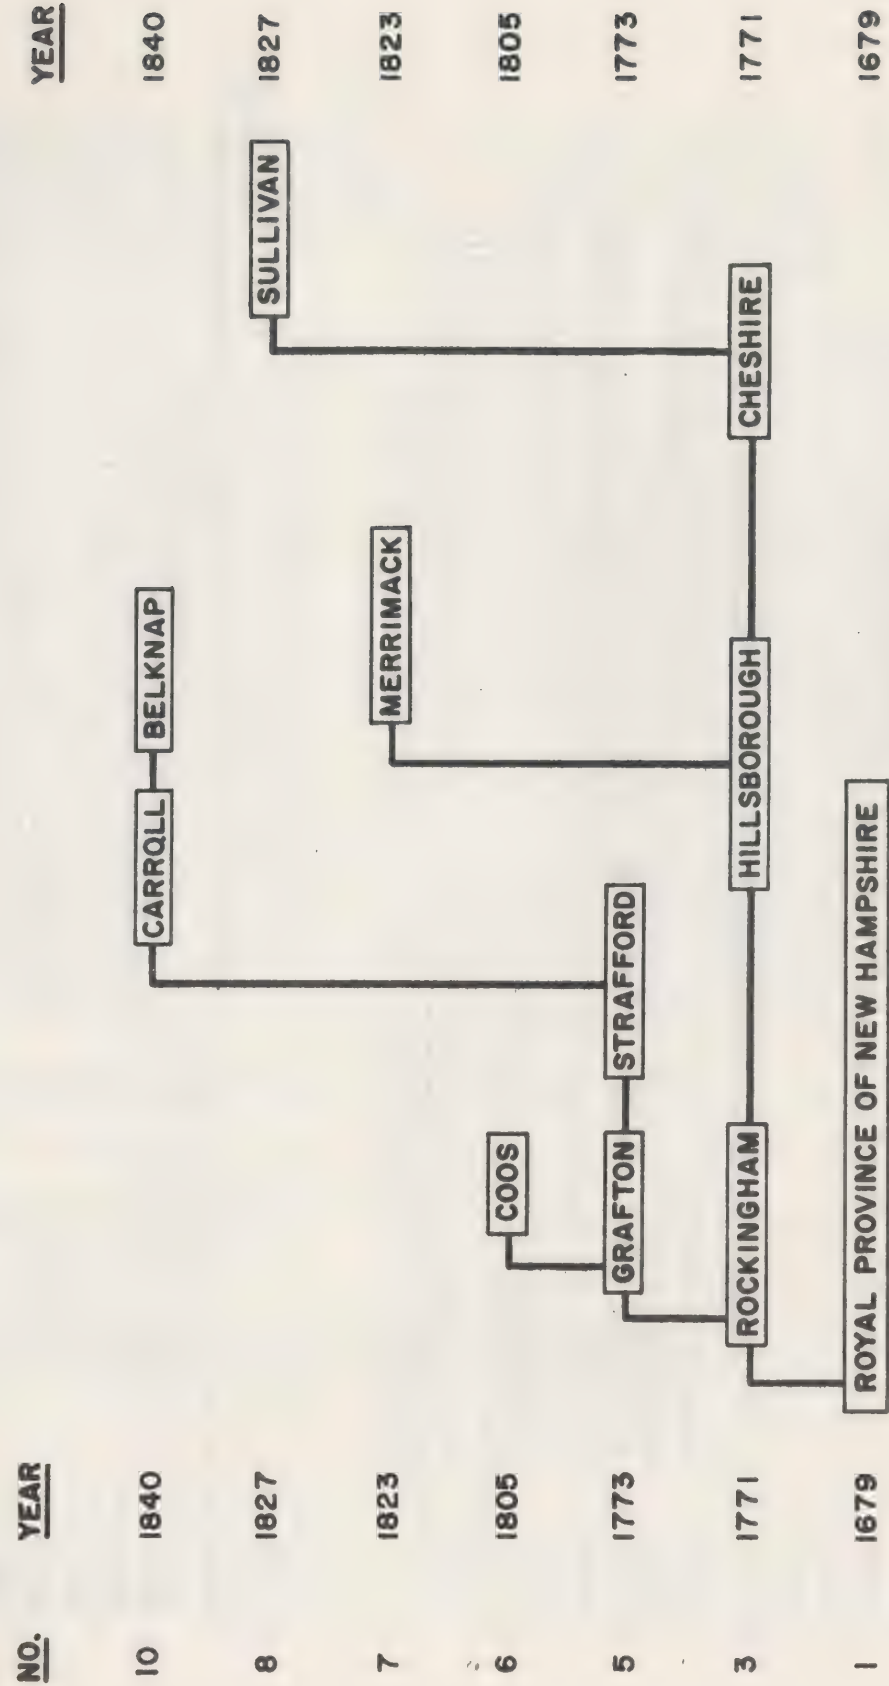 NO. YEAR YEAR
10 1840 CARROLL BELKNAP 1840
8 1827 SULLIVAN 1827
7 1823 MERRIMACK 1823
6 1805 COOS 1805
5 1773 GRAFTON STRAFFORD 1773
3 1771 ROCKINGHAM HILLSBOROUGH CHESHIRE 1771
1 1679 ROYAL PROVINCE OF NEW HAMPSHIRE 1679